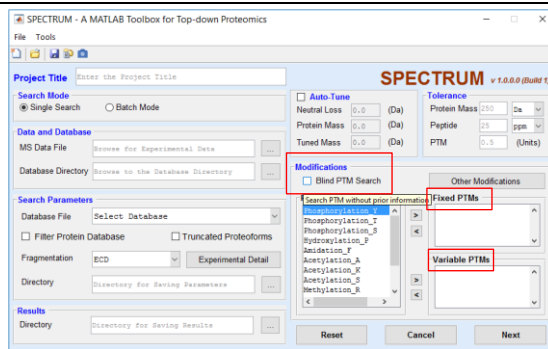 SPECTRUM - A MATLAB Toolbox for Top-down Proteomics
File Tools
Project Title Enter the Project Title
SPECTRUM v 1.0.0.0 (Build 1)
Search Mode
Single Search Batch Mode
Auto-Tune
Neutral Loss 0.0 (Da)
Protein Mass 0.0 (Da)
Tuned Mass 0.0 (Da)
Tolerance
Protein Mass 250 Da
Peptide 25 ppm
PTM 0.5 (Units)
Data and Database
MS Data File Browse for Experimental Data ...
Database Directory Browse to the Database Directory ...
Modifications
Blind PTM Search
Other Modifications
Search PTM without prior information
Fixed PTMs
Phosphorylation_Y
Phosphorylation_T
Phosphorylation_S
Hydroxylation_P
Amidation_F
Acetylation_A
Acetylation_K
Acetylation_S
Methylation_R
>
<
Variable PTMs
>
<
Search Parameters
Database File Select Database
Filter Protein Database Truncated Proteoforms
Fragmentation ECD Experimental Detail
Directory Directory for Saving Parameters ...
Results
Directory Directory for Saving Results ...
Reset Cancel Next